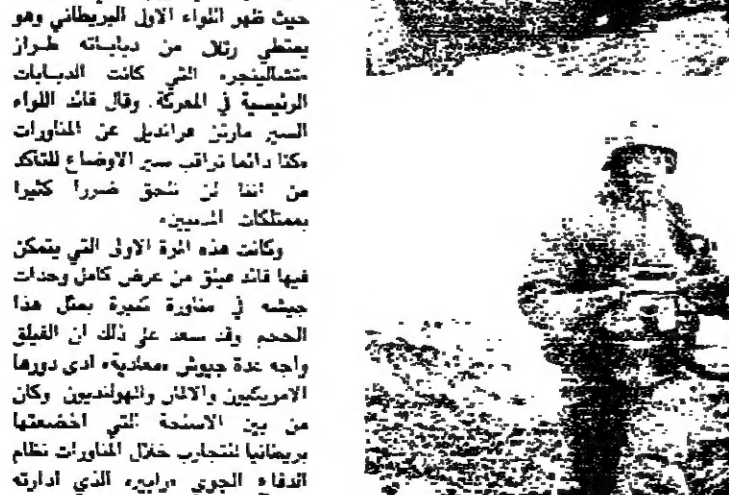 حيث ظهر اللواء الاول البريطاني وهو
يمتطي رتلا من دباباته طراز
«تشالينجر» التي كانت الدبابات
الرئيسية في المعركة. وقال قائد اللواء
السير مارتن فرانديل عن المناورات
«كنا دائما نراقب سير الاوضاع للتاكد
من اننا لن نلحق ضررا كثيرا
بممتلكات المدنيين»
وكانت هذه المرة الاولى التي يتمكن
فيها قائد فيلق من عرض كامل وحدات
جيشه في مناورة كبيرة بمثل هذا
الحجم وقد سعد على ذلك ان الفيلق
واجه عدة جيوش «معادية» ادى دورها
الامريكيون والالمان والهولنديون وكان
من بين الاسلحة التي اخضعتها
بريطانيا للتجارب خلال المناورات نظام
الدفاع الجوي «رابير» الذي ادارته